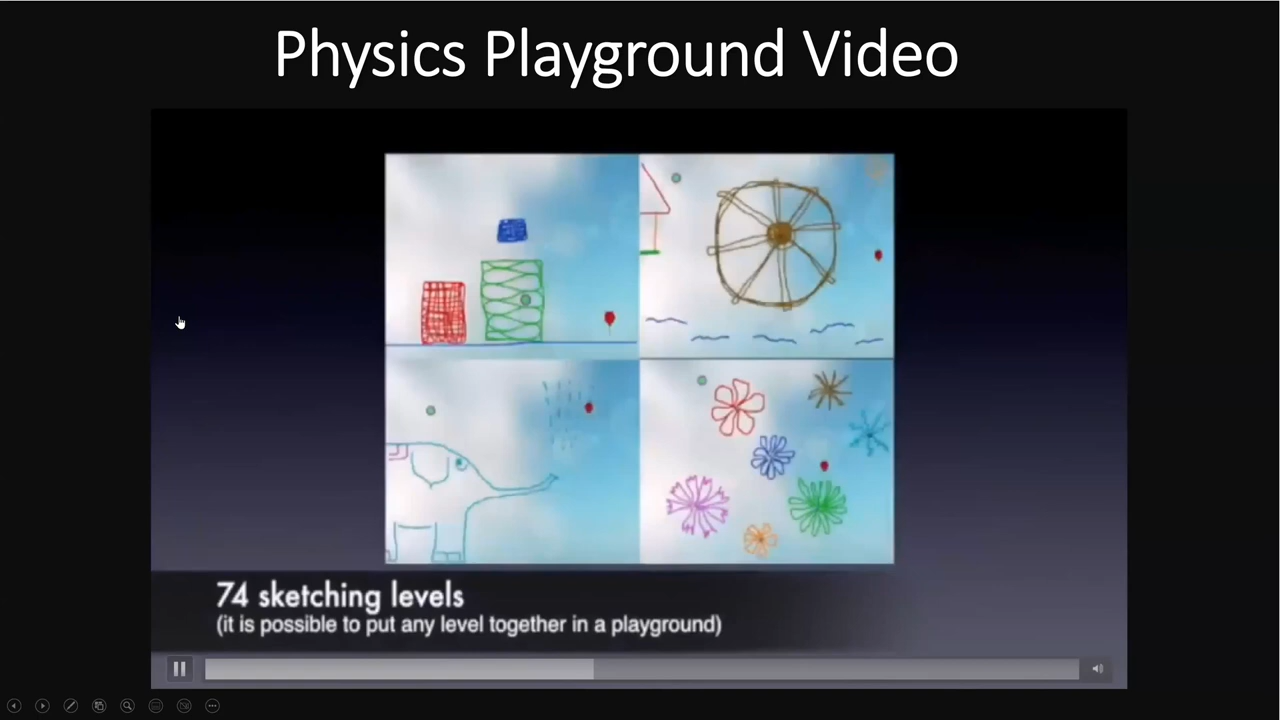 Physics Playground Video
74 sketching levels
(it is possible to put any level together in a playground)